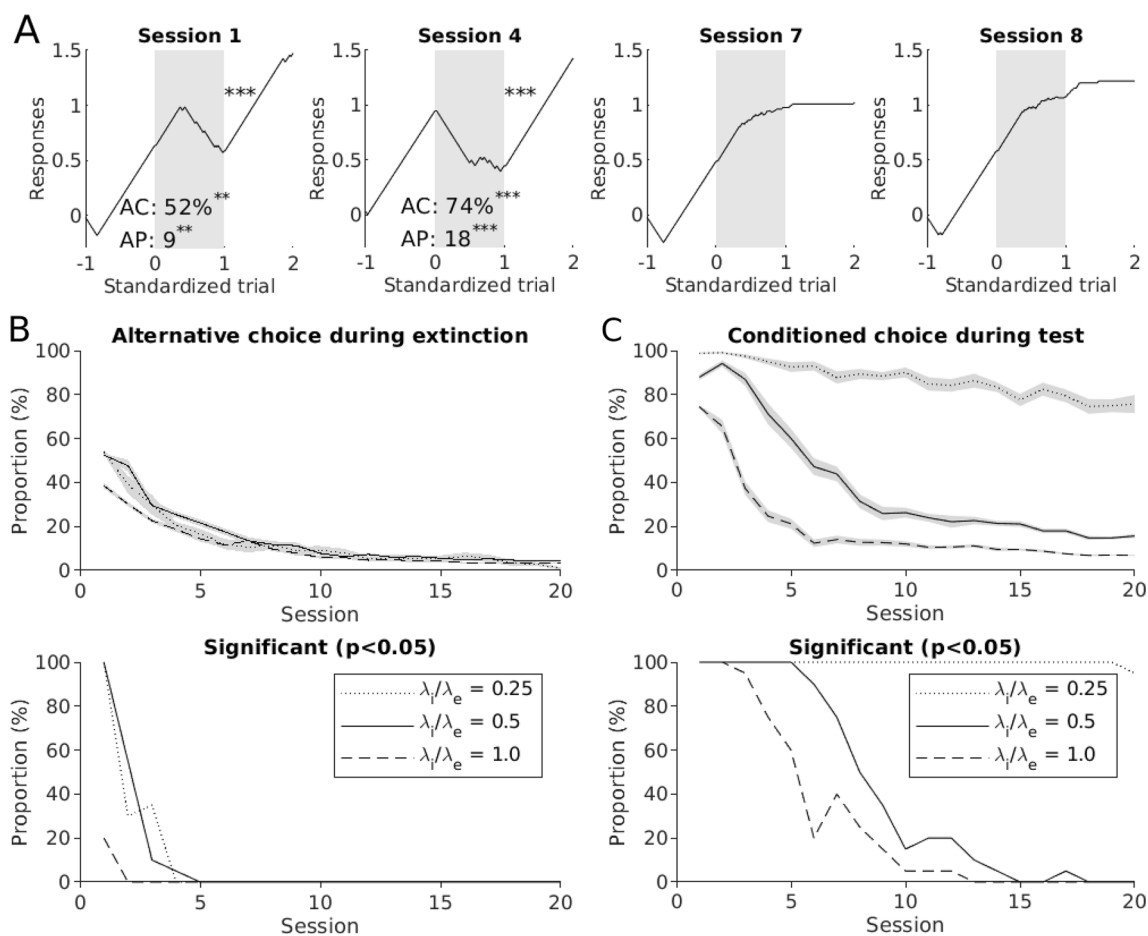 A
Session 1
Session 4
Session 7
Session 8
Responses
1.5
1
0.5
0
***
AC: 52%**
AP: 9**
-1 0 1 2
Standardized trial
Responses
1.5
1
0.5
0
***
AC: 74%***
AP: 18***
-1 0 1 2
Standardized trial
Responses
1.5
1
0.5
0
-1 0 1 2
Standardized trial
Responses
1.5
1
0.5
0
-1 0 1 2
Standardized trial
B
Alternative choice during extinction
Proportion (%)
100
80
60
40
20
0
5 10 15 20
Session
C
Conditioned choice during test
Proportion (%)
100
80
60
40
20
0
0 5 10 15 20
Session
Significant (p<0.05)
Proportion (%)
100
80
60
40
20
0
λi/λe = 0.25
λi/λe = 0.5
λi/λe = 1.0
0 5 10 15 20
Session
Significant (p<0.05)
Proportion (%)
100
80
60
40
20
0
λi/λe = 0.25
λi/λe = 0.5
λi/λe = 1.0
0 5 10 15 20
Session